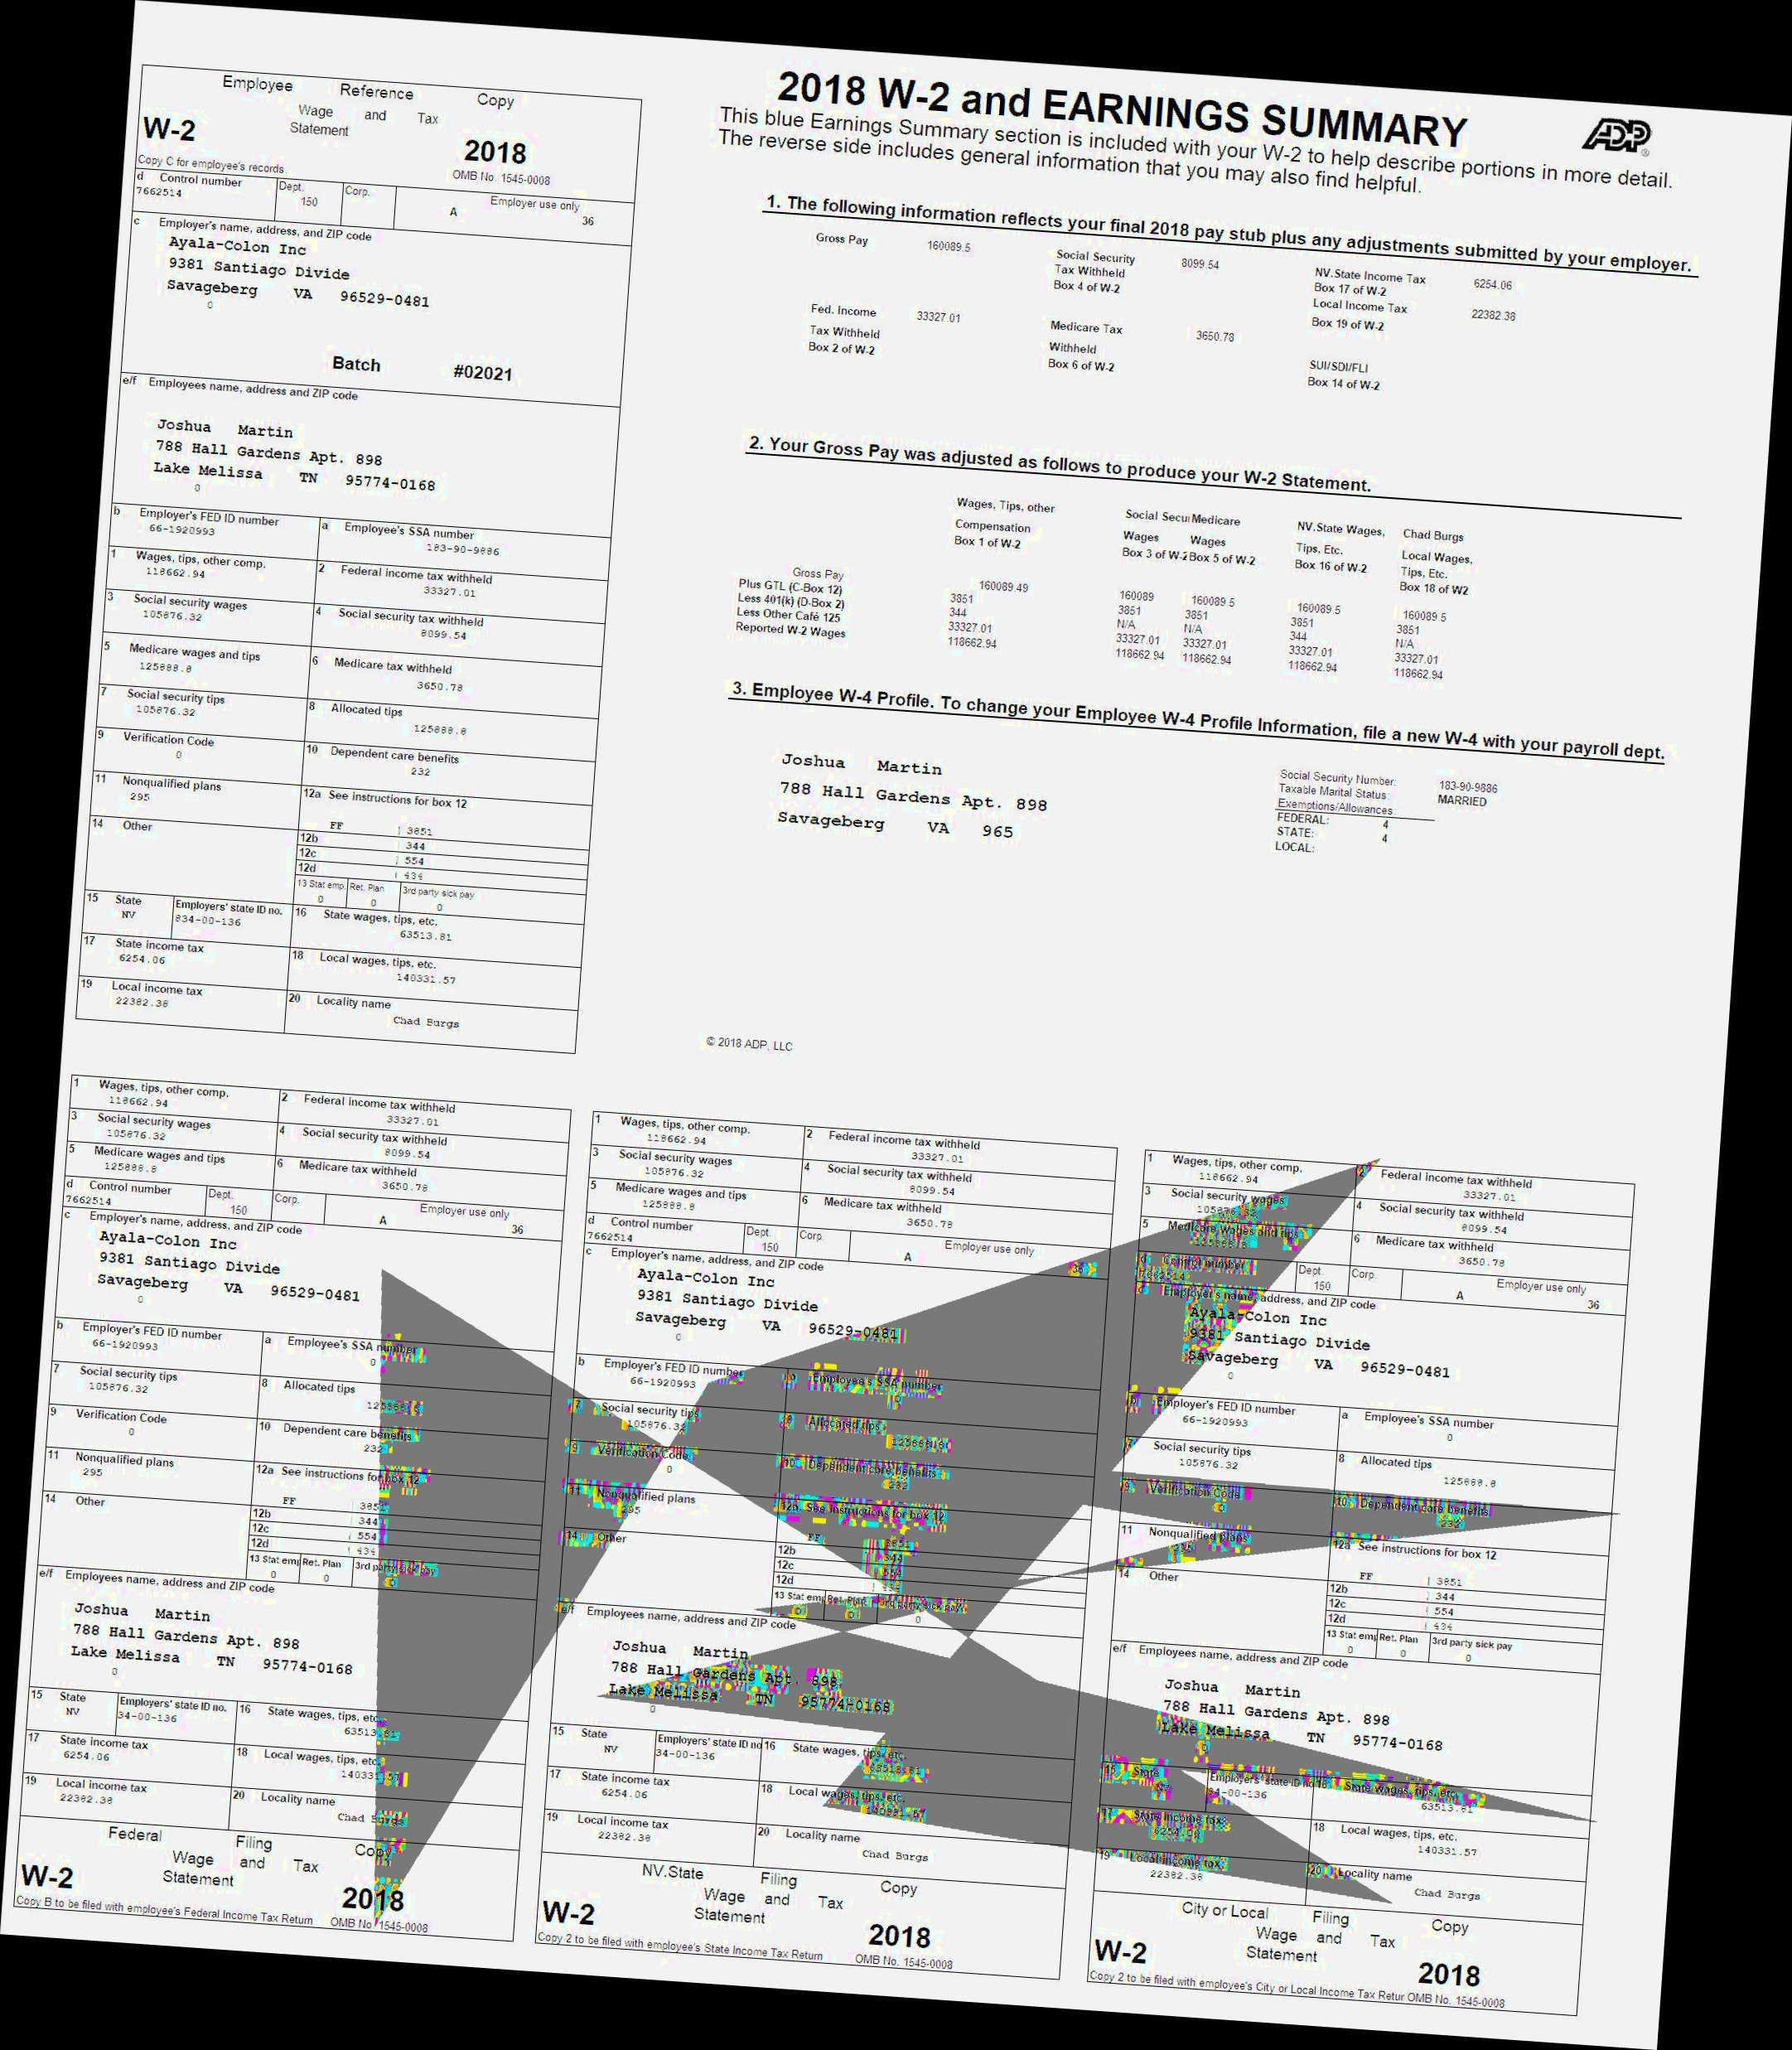 Employee Reference Copy
Wage and Tax
Statement
W-2
2018
Copy C for employee's records.
OMB No. 1545-0008
d Control number
7662514
Dept.
150
Corp.
Employer use only
A
36
c Employer's name, address, and ZIP code
Ayala-Colon Inc
9381 Santiago Divide
Savageberg VA 96529-0481
0
Batch #02021
e/f Employees name, address and ZIP code
Joshua Martin
788 Hall Gardens Apt. 898
Lake Melissa TN 95774-0168
0
b Employer's FED ID number
66-1920993
a Employee's SSA number
183-90-9886
1 Wages, tips, other comp.
118662.94
2 Federal income tax withheld
33327.01
3 Social security wages
105876.32
4 Social security tax withheld
8099.54
5 Medicare wages and tips
125888.8
6 Medicare tax withheld
3650.78
7 Social security tips
105876.32
8 Allocated tips
125888.8
9 Verification Code
0
10 Dependent care benefits
232
11 Nonqualified plans
295
12a See instructions for box 12
FF 3851
14 Other
12b 344
12c 554
12d 434
13 Stat emp. Ret. Plan 3rd party sick pay
0 0 0
15 State
NV
Employers' state ID no.
834-00-136
16 State wages, tips, etc.
63513.81
17 State income tax
6254.06
18 Local wages, tips, etc.
140331.57
19 Local income tax
22382.38
20 Locality name
Chad Burgs
2018 W-2 and EARNINGS SUMMARY
ADP
This blue Earnings Summary section is included with your W-2 to help describe portions in more detail.
The reverse side includes general information that you may also find helpful.
1. The following information reflects your final 2018 pay stub plus any adjustments submitted by your employer.
Gross Pay 160089.5
Social Security
Tax Withheld
Box 4 of W-2
8099.54
NV.State Income Tax
Box 17 of W-2
6254.06
Local Income Tax
Box 19 of W-2
22382.38
Fed. Income
Tax Withheld
Box 2 of W-2
33327.01
Medicare Tax
Withheld
Box 6 of W-2
3650.78
SUI/SDI/FLI
Box 14 of W-2
2. Your Gross Pay was adjusted as follows to produce your W-2 Statement.
Wages, Tips, other
Compensation
Box 1 of W-2
Social Secu
Wages
Box 3 of W-2
Medicare
Wages
Box 5 of W-2
NV.State Wages,
Tips, Etc.
Box 16 of W-2
Chad Burgs
Local Wages,
Tips, Etc.
Box 18 of W2
Gross Pay 160089.49 160089 160089.5 160089.5 160089.5
Plus GTL (C-Box 12) 3851 3851 3851 3851 3851
Less 401(k) (D-Box 2) 344 N/A N/A 344 N/A
Less Other Café 125 33327.01 33327.01 33327.01 33327.01 33327.01
Reported W-2 Wages 118662.94 118662.94 118662.94 118662.94 118662.94
3. Employee W-4 Profile. To change your Employee W-4 Profile Information, file a new W-4 with your payroll dept.
Joshua Martin
788 Hall Gardens Apt. 898
Savageberg VA 965
Social Security Number: 183-90-9886
Taxable Marital Status: MARRIED
Exemptions/Allowances:
FEDERAL: 4
STATE: 4
LOCAL:
© 2018 ADP, LLC
1 Wages, tips, other comp.
118662.94
2 Federal income tax withheld
33327.01
3 Social security wages
105876.32
4 Social security tax withheld
8099.54
5 Medicare wages and tips
125888.8
6 Medicare tax withheld
3650.78
d Control number
7662514
Dept.
150
Corp.
Employer use only
A
36
c Employer's name, address, and ZIP code
Ayala-Colon Inc
9381 Santiago Divide
Savageberg VA 96529-0481
0
b Employer's FED ID number
66-1920993
a Employee's SSA number
0
7 Social security tips
105876.32
8 Allocated tips
125888.8
9 Verification Code
0
10 Dependent care benefits
232
11 Nonqualified plans
295
12a See instructions for box 12
FF 3851
14 Other
12b 344
12c 554
12d 434
13 Stat emp Ret. Plan 3rd party sick pay
0 0 0
e/f Employees name, address and ZIP code
Joshua Martin
788 Hall Gardens Apt. 898
Lake Melissa TN 95774-0168
0
15 State
NV
Employers' state ID no.
34-00-136
16 State wages, tips, etc.
63513.81
17 State income tax
6254.06
18 Local wages, tips, etc.
140331.57
19 Local income tax
22382.38
20 Locality name
Chad Burgs
Federal Filing Copy
Wage and Tax
Statement
W-2
2018
Copy B to be filed with employee's Federal Income Tax Return
OMB No. 1545-0008
1 Wages, tips, other comp.
118662.94
2 Federal income tax withheld
33327.01
3 Social security wages
105876.32
4 Social security tax withheld
8099.54
5 Medicare wages and tips
125888.8
6 Medicare tax withheld
3650.78
d Control number
7662514
Dept.
150
Corp.
Employer use only
A
36
c Employer's name, address, and ZIP code
Ayala-Colon Inc
9381 Santiago Divide
Savageberg VA 96529-0481
0
b Employer's FED ID number
66-1920993
Employee's SSA number
0
7 Social security tips
105876.32
8 Allocated tips
125888.8
9 Verification Code
0
10 Dependent care benefits
232
11 Nonqualified plans
295
12a See instructions for box 12
FF 3851
14 Other
12b 344
12c 554
12d 434
13 Stat emp Ret. Plan 3rd party sick pay
0 0 0
e/f Employees name, address and ZIP code
Joshua Martin
788 Hall Gardens Apt. 898
Lake Melissa TN 95774-0168
0
15 State
NV
Employers' state ID no
34-00-136
16 State wages, tips, etc.
63513.81
17 State income tax
6254.06
18 Local wages, tips, etc.
140331.57
19 Local income tax
22382.38
20 Locality name
Chad Burgs
NV.State Filing Copy
Wage and Tax
Statement
W-2
2018
Copy 2 to be filed with employee's State Income Tax Return
OMB No. 1545-0008
1 Wages, tips, other comp.
118662.94
2 Federal income tax withheld
33327.01
3 Social security wages
105876.32
4 Social security tax withheld
8099.54
5 Medicare wages and tips
125888.8
6 Medicare tax withheld
3650.78
d Control number
7662514
Dept.
150
Corp.
Employer use only
A
36
Employer's name, address, and ZIP code
Ayala-Colon Inc
9381 Santiago Divide
Savageberg VA 96529-0481
0
Employer's FED ID number
66-1920993
a Employee's SSA number
0
7 Social security tips
105876.32
8 Allocated tips
125888.8
9 Verification Code
0
10 Dependent care benefits
232
11 Nonqualified plans
295
12a See instructions for box 12
FF 3851
14 Other
12b 344
12c 554
12d 434
13 Stat emp Ret. Plan 3rd party sick pay
0 0 0
e/f Employees name, address and ZIP code
Joshua Martin
788 Hall Gardens Apt. 898
Lake Melissa TN 95774-0168
0
15 State
NV
Employers' state ID no
34-00-136
16 State wages, tips, etc.
63513.81
17 State income tax
6254.06
18 Local wages, tips, etc.
140331.57
19 Local income tax
22382.38
20 Locality name
Chad Burgs
City or Local Filing Copy
Wage and Tax
Statement
W-2
2018
Copy 2 to be filed with employee's City or Local Income Tax Retur
OMB No. 1545-0008